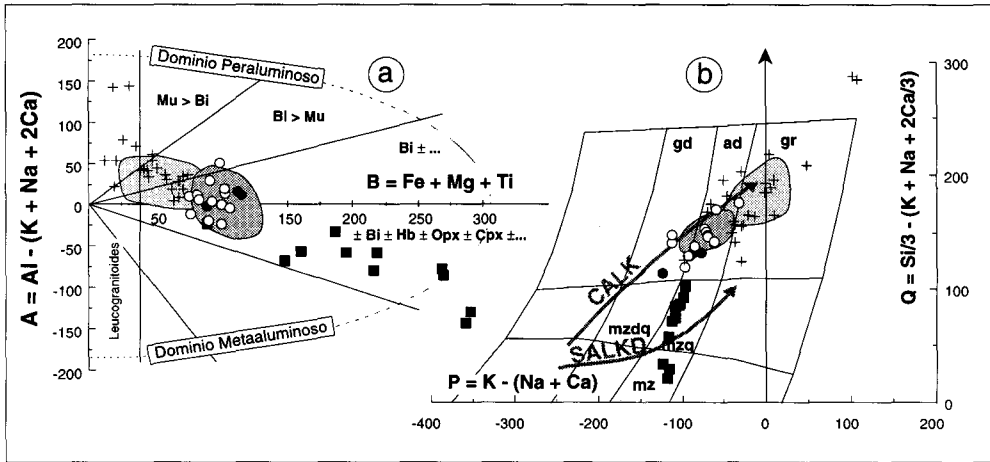 200
150
100
50
0
-50
-100
-150
-200
A = Al - (K + Na + 2Ca)
Dominio Peraluminoso
a
Mu > Bi
Bi > Mu
Bi ± ...
B = Fe + Mg + Ti
50
150
200
250
300
± Bi ± Hb ± Opx ± Cpx ± ...
Leucogranitoides
Dominio Metaaluminoso
b
gd
ad
gr
CALK
SALKD
mzdq
mzq
mz
P = K - (Na + Ca)
-400
-300
-200
-100
0
100
200
300
200
100
0
Q = Si/3 - (K + Na + 2Ca/3)